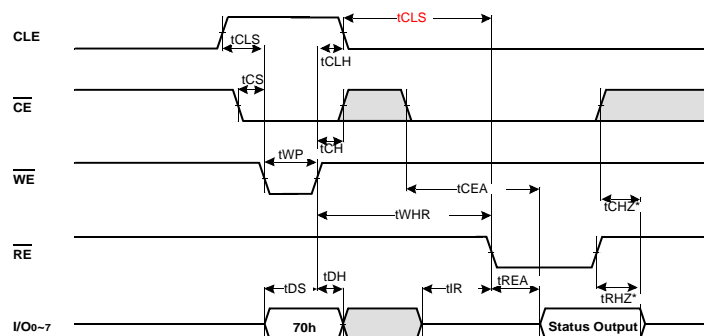 tCLS
CLE
tCLS
tCLH
tCS
CE
tCH
tWP
WE
tCEA
tCHZ*
tWHR
RE
tDH
tDS
tIR
tREA
tRHZ*
I/O0~7
70h
Status Output